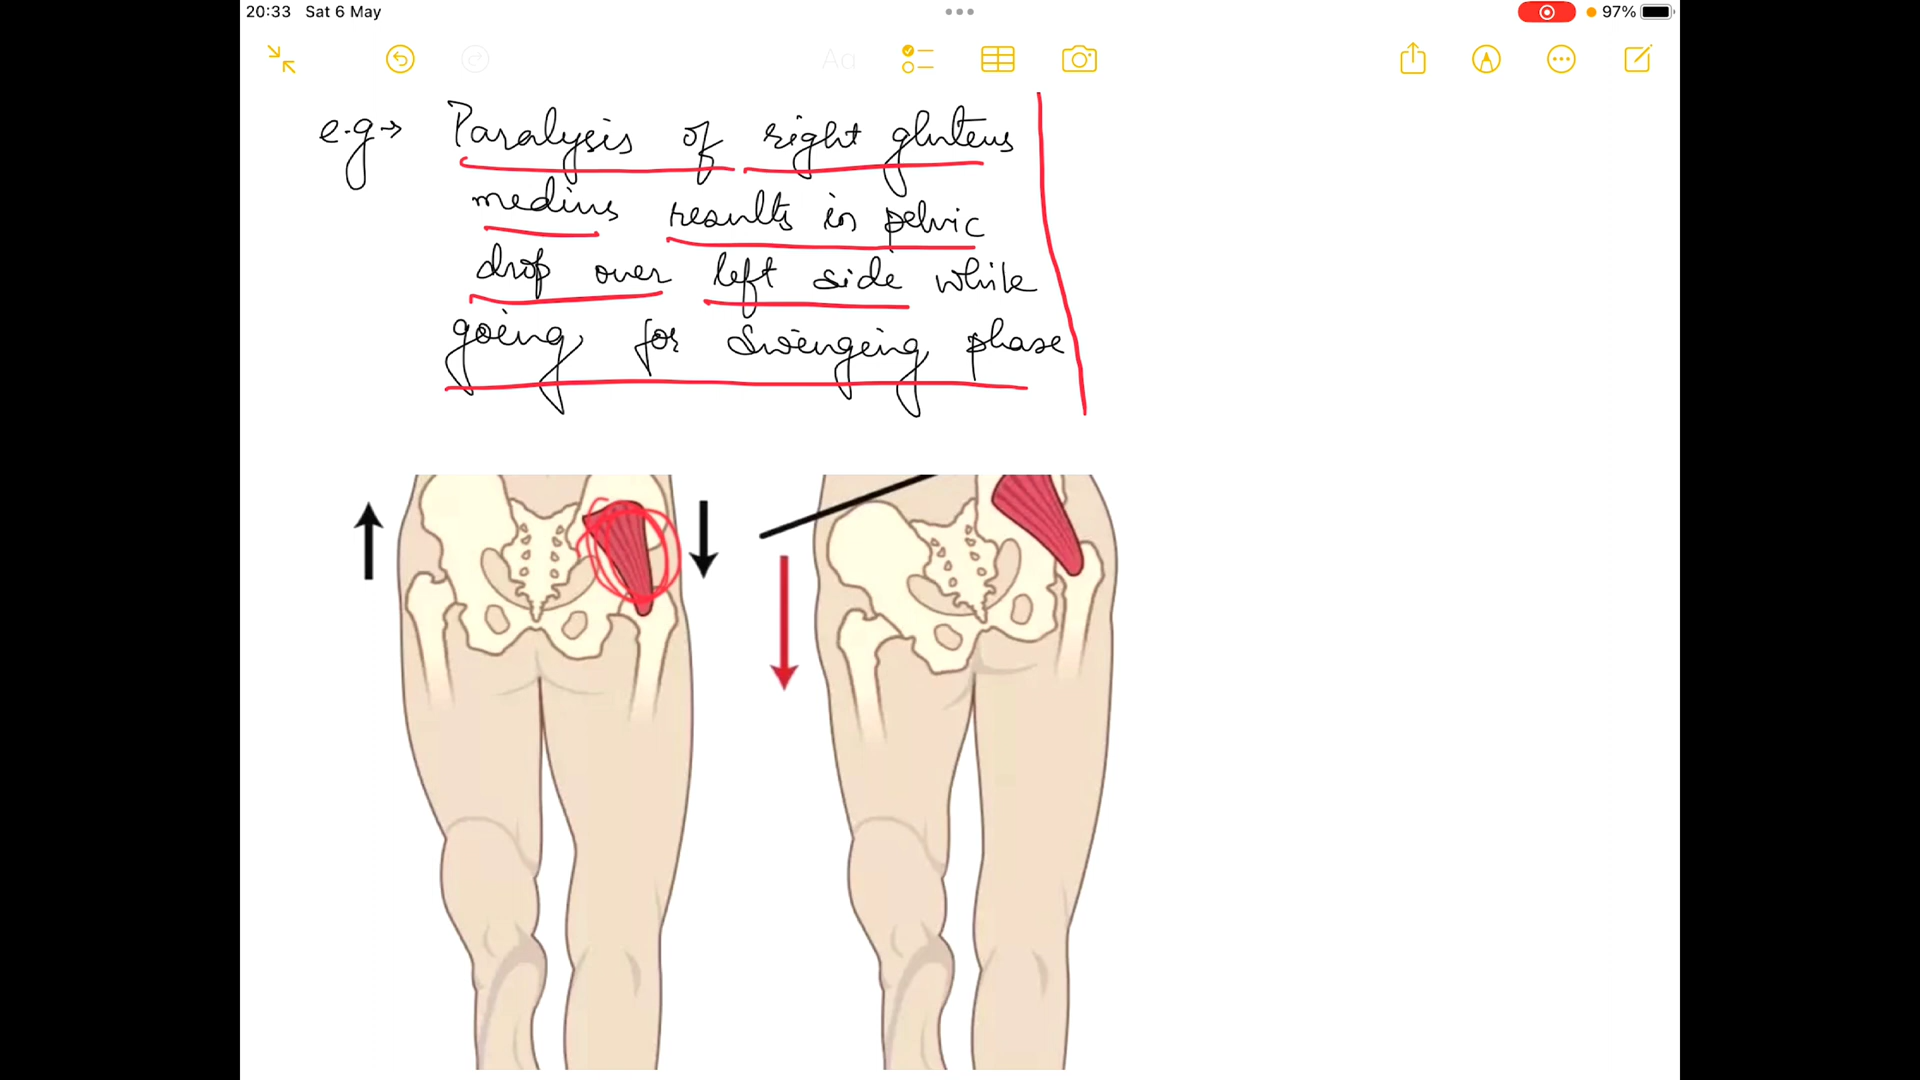 20:33 Sat 6 May
97%
Aa
e.g → Paralysis of right gluteus
medius results in pelvic
drop over left side while
going for swinging phase